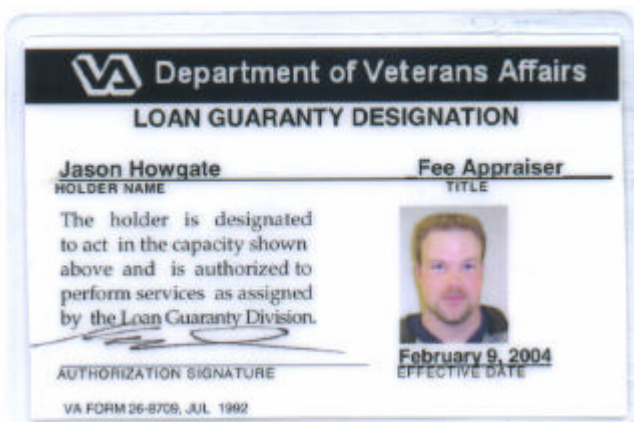 VA Department of Veterans Affairs
LOAN GUARANTY DESIGNATION
Jason Howgate Fee Appraiser
HOLDER NAME TITLE
The holder is designated
to act in the capacity shown
above and is authorized to
perform services as assigned
by the Loan Guaranty Division.
February 9, 2004
AUTHORIZATION SIGNATURE EFFECTIVE DATE
VA FORM 26-8709, JUL 1992